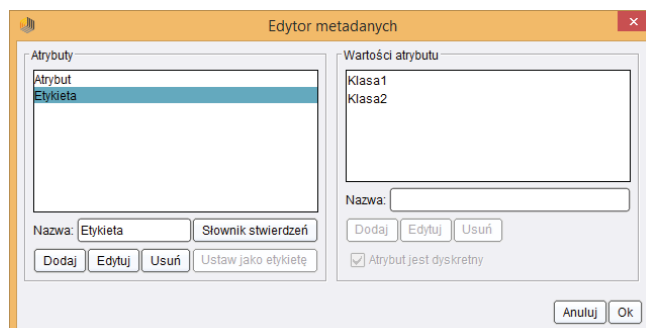 Edytor metadanych
Atrybuty
Atrybut
Etykieta
Nazwa: Etykieta Słownik stwierdzeń
Dodaj Edytuj Usuń Ustaw jako etykietę
Wartości atrybutu
Klasa1
Klasa2
Nazwa:
Dodaj Edytuj Usuń
Atrybut jest dyskretny
Anuluj Ok